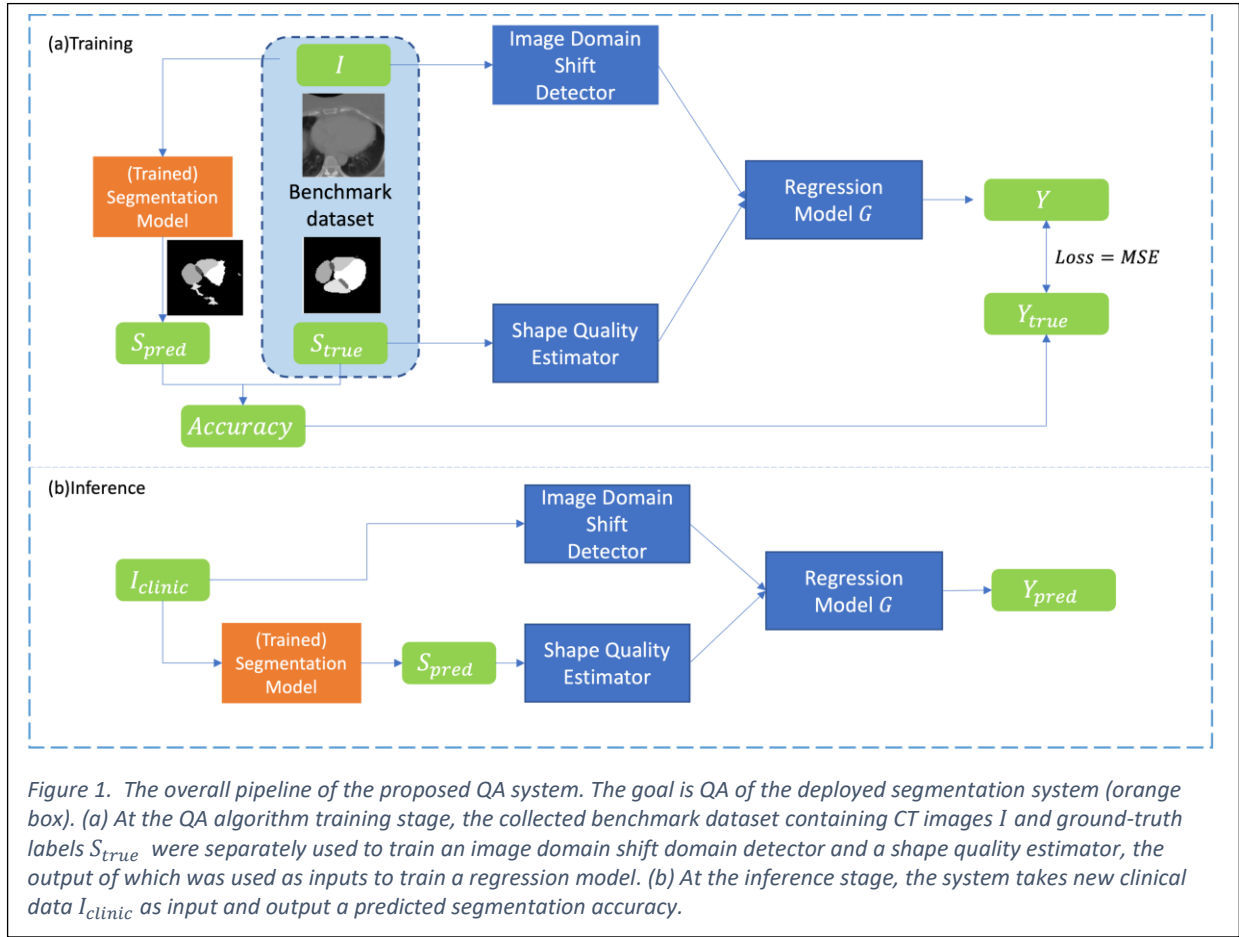 (a)Training
I
Image Domain
Shift
Detector
(Trained)
Segmentation
Model
Benchmark
dataset
Regression
Model G
Y
Loss = MSE
Y_true
S_pred
S_true
Shape Quality
Estimator
Accuracy
(b)Inference
Image Domain
Shift
Detector
I_clinic
Regression
Model G
Y_pred
(Trained)
Segmentation
Model
S_pred
Shape Quality
Estimator
Figure 1. The overall pipeline of the proposed QA system. The goal is QA of the deployed segmentation system (orange
box). (a) At the QA algorithm training stage, the collected benchmark dataset containing CT images I and ground-truth
labels S_true were separately used to train an image domain shift domain detector and a shape quality estimator, the
output of which was used as inputs to train a regression model. (b) At the inference stage, the system takes new clinical
data I_clinic as input and output a predicted segmentation accuracy.